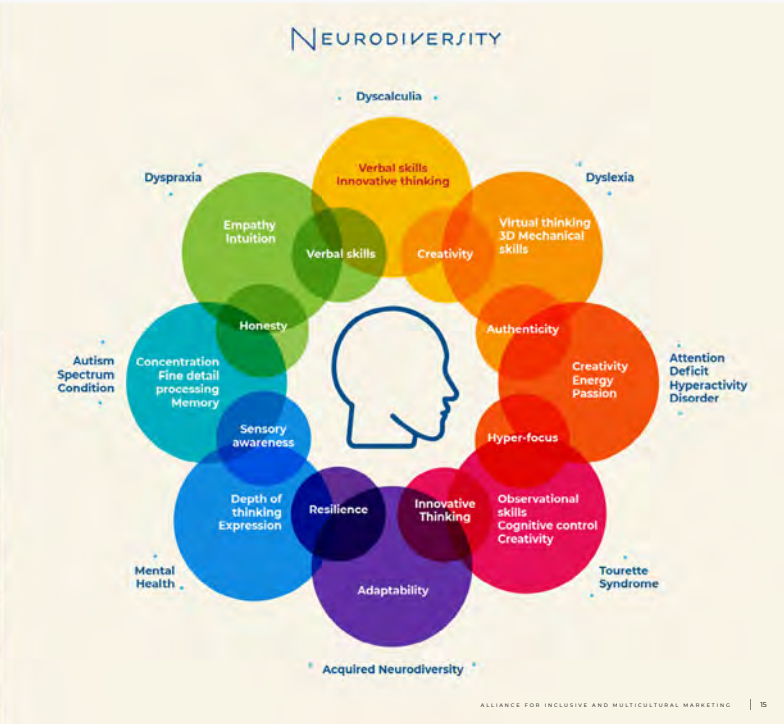 NEURODIVERSITY
Dyscalculia
Dyspraxia
Dyslexia
Verbal skills
Innovative thinking
Empathy
Intuition
Verbal skills
Creativity
Virtual thinking
3D Mechanical
skills
Honesty
Authenticity
Autism
Spectrum
Condition
Concentration
Fine detail
processing
Memory
Creativity
Energy
Passion
Attention
Deficit
Hyperactivity
Disorder
Sensory
awareness
Hyper-focus
Depth of
thinking
Expression
Resilience
Innovative
Thinking
Observational
skills
Cognitive control
Creativity
Mental
Health
Adaptability
Tourette
Syndrome
Acquired Neurodiversity
ALLIANCE FOR INCLUSIVE AND MULTICULTURAL MARKETING | 15